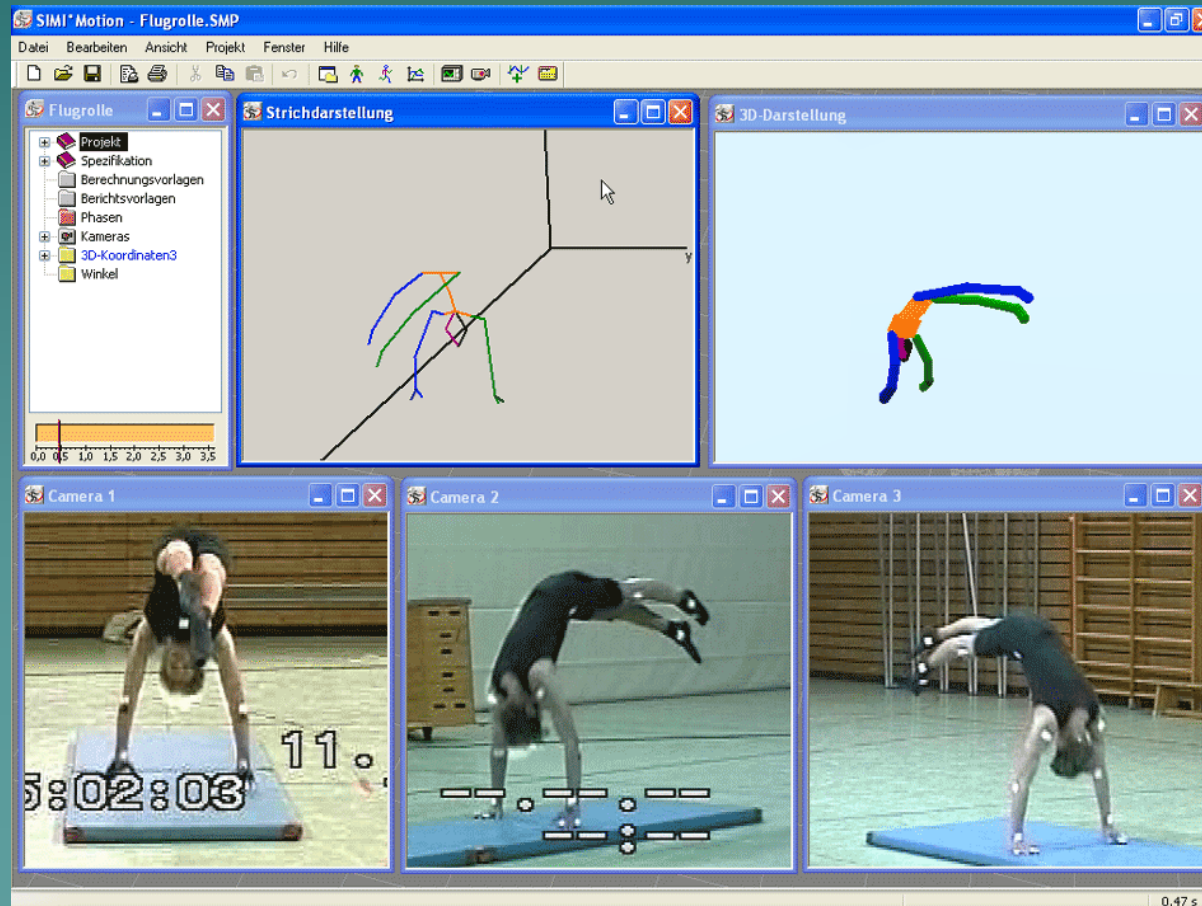 SIMI°Motion - Flugrolle.SMP
Datei Bearbeiten Ansicht Projekt Fenster Hilfe
Flugrolle
Projekt
Spezifikation
Berechnungsvorlagen
Berichtsvorlagen
Phasen
Kameras
3D-Koordinaten3
Winkel
0,0 0,5 1,0 1,5 2,0 2,5 3,0 3,5
Strichdarstellung
y
3D-Darstellung
Camera 1
11.
5:02:03
Camera 2
Camera 3
0.47 s